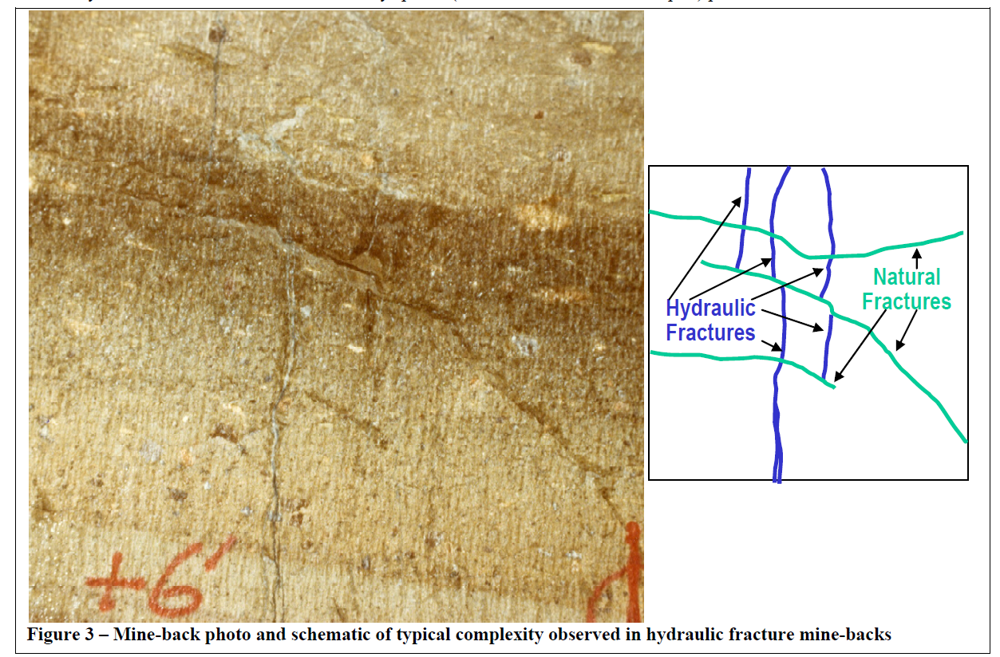 +6'
Hydraulic
Fractures
Natural
Fractures
Figure 3 – Mine-back photo and schematic of typical complexity observed in hydraulic fracture mine-backs